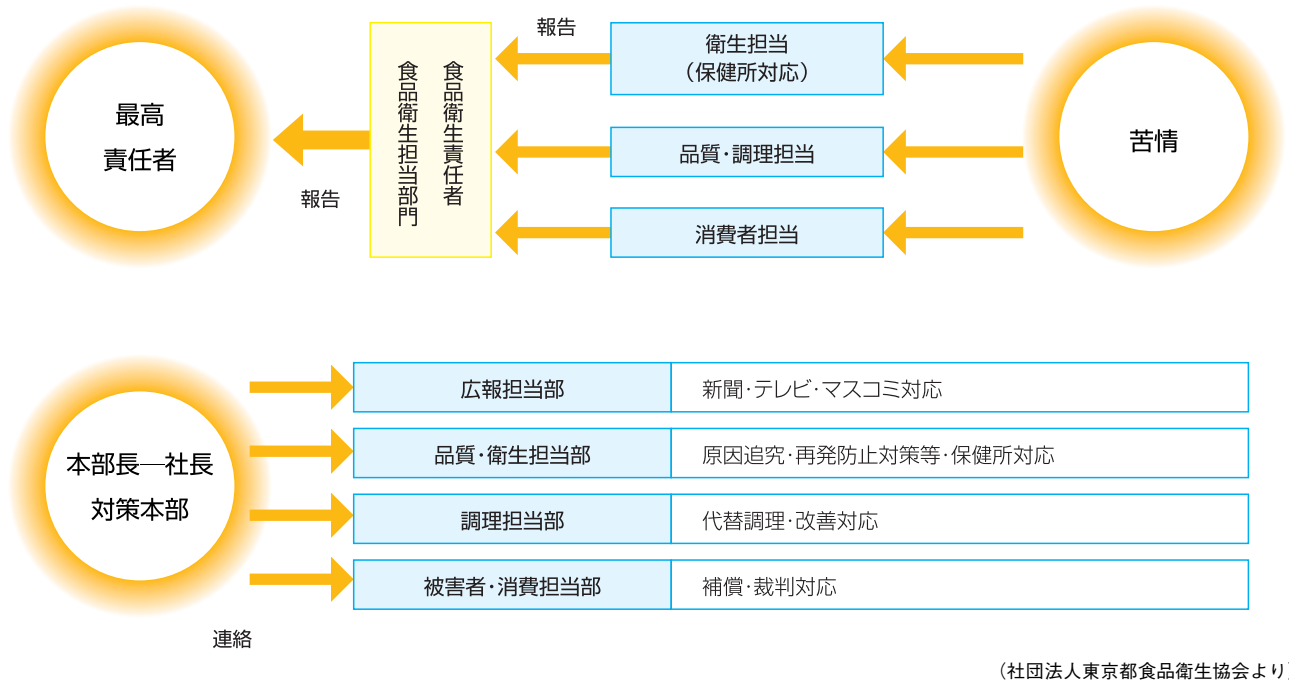 最高
責任者
報告
食品衛生責任者
食品衛生担当部門
報告
衛生担当
（保健所対応）
品質・調理担当
消費者担当
苦情
本部長―社長
対策本部
連絡
広報担当部
新聞・テレビ・マスコミ対応
品質・衛生担当部
原因追究・再発防止対策等・保健所対応
調理担当部
代替調理・改善対応
被害者・消費担当部
補償・裁判対応
（社団法人東京都食品衛生協会より）